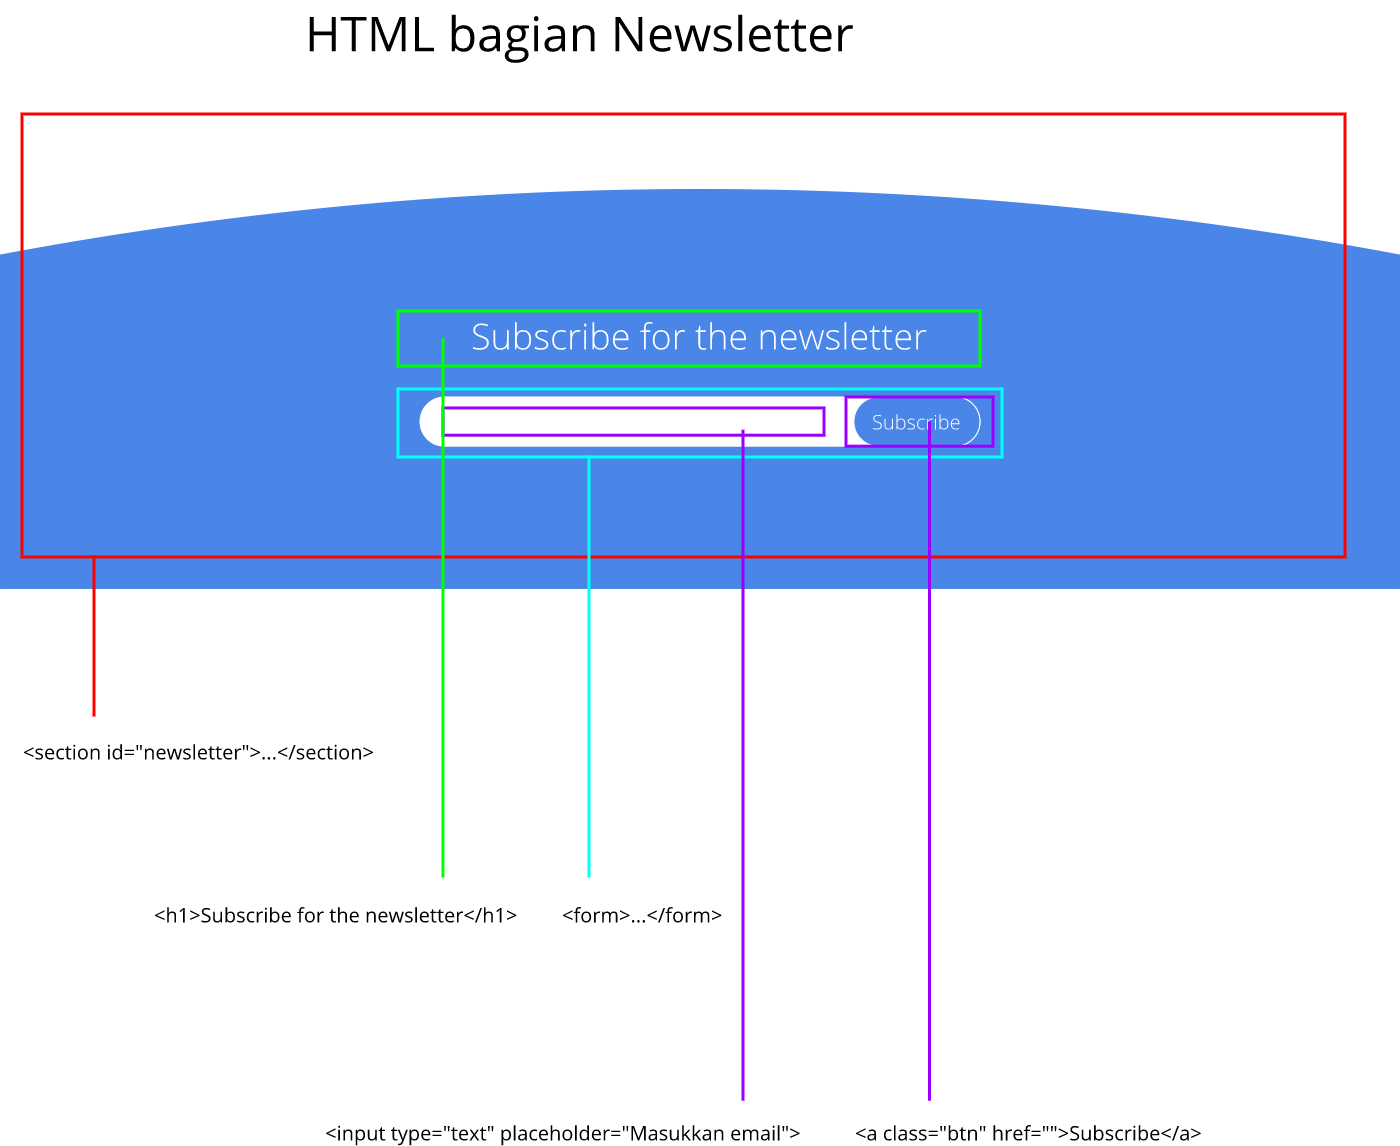 HTML bagian Newsletter
Subscribe for the newsletter
Subscribe
<section id="newsletter">...</section>
<h1>Subscribe for the newsletter</h1>
<form>...</form>
<input type="text" placeholder="Masukkan email">
<a class="btn" href="">Subscribe</a>